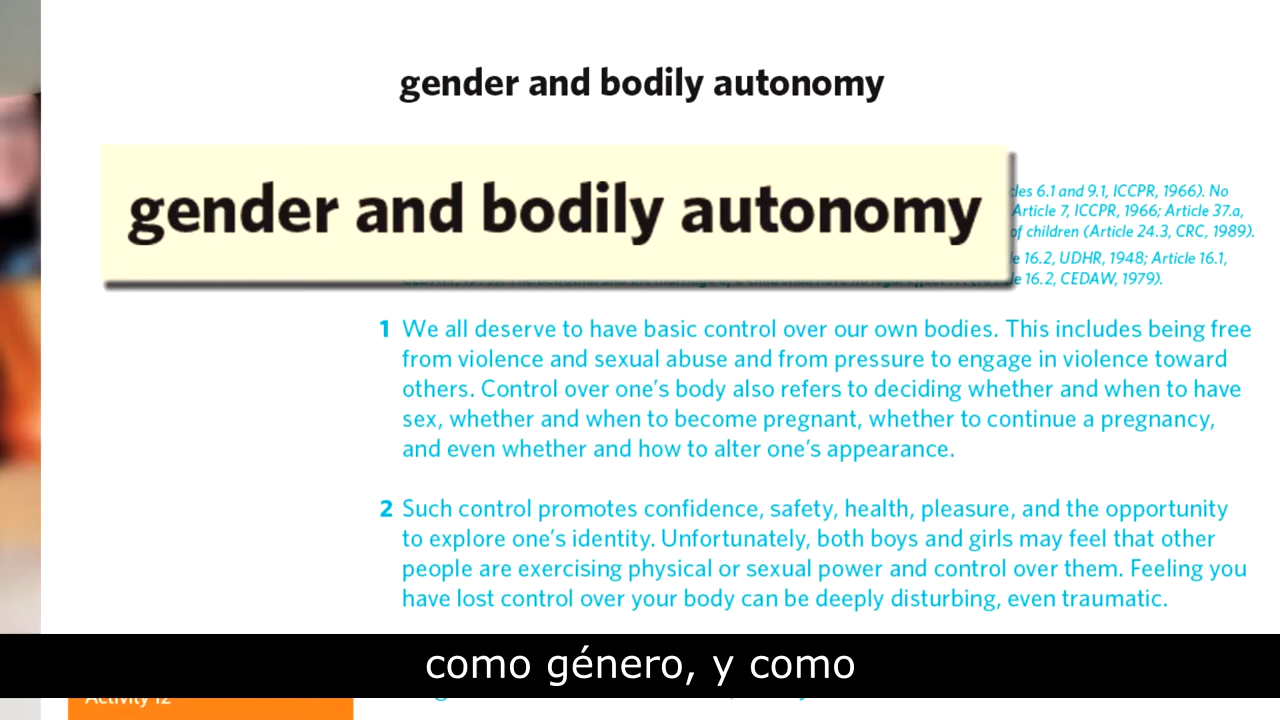 gender and bodily autonomy
gender and bodily autonomy
6.1 and 9.1, ICCPR, 1966). No
Article 7, ICCPR, 1966; Article 37.a,
of children (Article 24.3, CRC, 1989).
16.2, UDHR, 1948; Article 16.1,
16.2, CEDAW, 1979).
1 We all deserve to have basic control over our own bodies. This includes being free
from violence and sexual abuse and from pressure to engage in violence toward
others. Control over one's body also refers to deciding whether and when to have
sex, whether and when to become pregnant, whether to continue a pregnancy,
and even whether and how to alter one's appearance.
2 Such control promotes confidence, safety, health, pleasure, and the opportunity
to explore one's identity. Unfortunately, both boys and girls may feel that other
people are exercising physical or sexual power and control over them. Feeling you
have lost control over your body can be deeply disturbing, even traumatic.
como género, y como
Activity 12